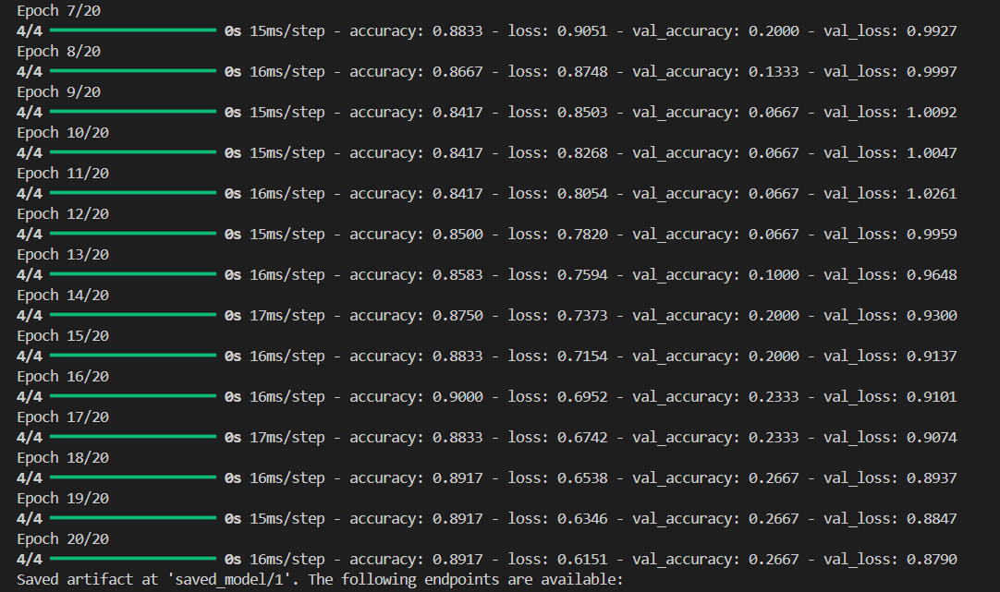 Epoch 7/20
4/4 ━━━━━━━━━━━━━━━━━━━━ 0s 15ms/step - accuracy: 0.8833 - loss: 0.9051 - val_accuracy: 0.2000 - val_loss: 0.9927
Epoch 8/20
4/4 ━━━━━━━━━━━━━━━━━━━━ 0s 16ms/step - accuracy: 0.8667 - loss: 0.8748 - val_accuracy: 0.1333 - val_loss: 0.9997
Epoch 9/20
4/4 ━━━━━━━━━━━━━━━━━━━━ 0s 15ms/step - accuracy: 0.8417 - loss: 0.8503 - val_accuracy: 0.0667 - val_loss: 1.0092
Epoch 10/20
4/4 ━━━━━━━━━━━━━━━━━━━━ 0s 15ms/step - accuracy: 0.8417 - loss: 0.8268 - val_accuracy: 0.0667 - val_loss: 1.0047
Epoch 11/20
4/4 ━━━━━━━━━━━━━━━━━━━━ 0s 16ms/step - accuracy: 0.8417 - loss: 0.8054 - val_accuracy: 0.0667 - val_loss: 1.0261
Epoch 12/20
4/4 ━━━━━━━━━━━━━━━━━━━━ 0s 15ms/step - accuracy: 0.8500 - loss: 0.7820 - val_accuracy: 0.0667 - val_loss: 0.9959
Epoch 13/20
4/4 ━━━━━━━━━━━━━━━━━━━━ 0s 16ms/step - accuracy: 0.8583 - loss: 0.7594 - val_accuracy: 0.1000 - val_loss: 0.9648
Epoch 14/20
4/4 ━━━━━━━━━━━━━━━━━━━━ 0s 17ms/step - accuracy: 0.8750 - loss: 0.7373 - val_accuracy: 0.2000 - val_loss: 0.9300
Epoch 15/20
4/4 ━━━━━━━━━━━━━━━━━━━━ 0s 16ms/step - accuracy: 0.8833 - loss: 0.7154 - val_accuracy: 0.2000 - val_loss: 0.9137
Epoch 16/20
4/4 ━━━━━━━━━━━━━━━━━━━━ 0s 16ms/step - accuracy: 0.9000 - loss: 0.6952 - val_accuracy: 0.2333 - val_loss: 0.9101
Epoch 17/20
4/4 ━━━━━━━━━━━━━━━━━━━━ 0s 17ms/step - accuracy: 0.8833 - loss: 0.6742 - val_accuracy: 0.2333 - val_loss: 0.9074
Epoch 18/20
4/4 ━━━━━━━━━━━━━━━━━━━━ 0s 16ms/step - accuracy: 0.8917 - loss: 0.6538 - val_accuracy: 0.2667 - val_loss: 0.8937
Epoch 19/20
4/4 ━━━━━━━━━━━━━━━━━━━━ 0s 15ms/step - accuracy: 0.8917 - loss: 0.6346 - val_accuracy: 0.2667 - val_loss: 0.8847
Epoch 20/20
4/4 ━━━━━━━━━━━━━━━━━━━━ 0s 16ms/step - accuracy: 0.8917 - loss: 0.6151 - val_accuracy: 0.2667 - val_loss: 0.8790
Saved artifact at 'saved_model/1'. The following endpoints are available: